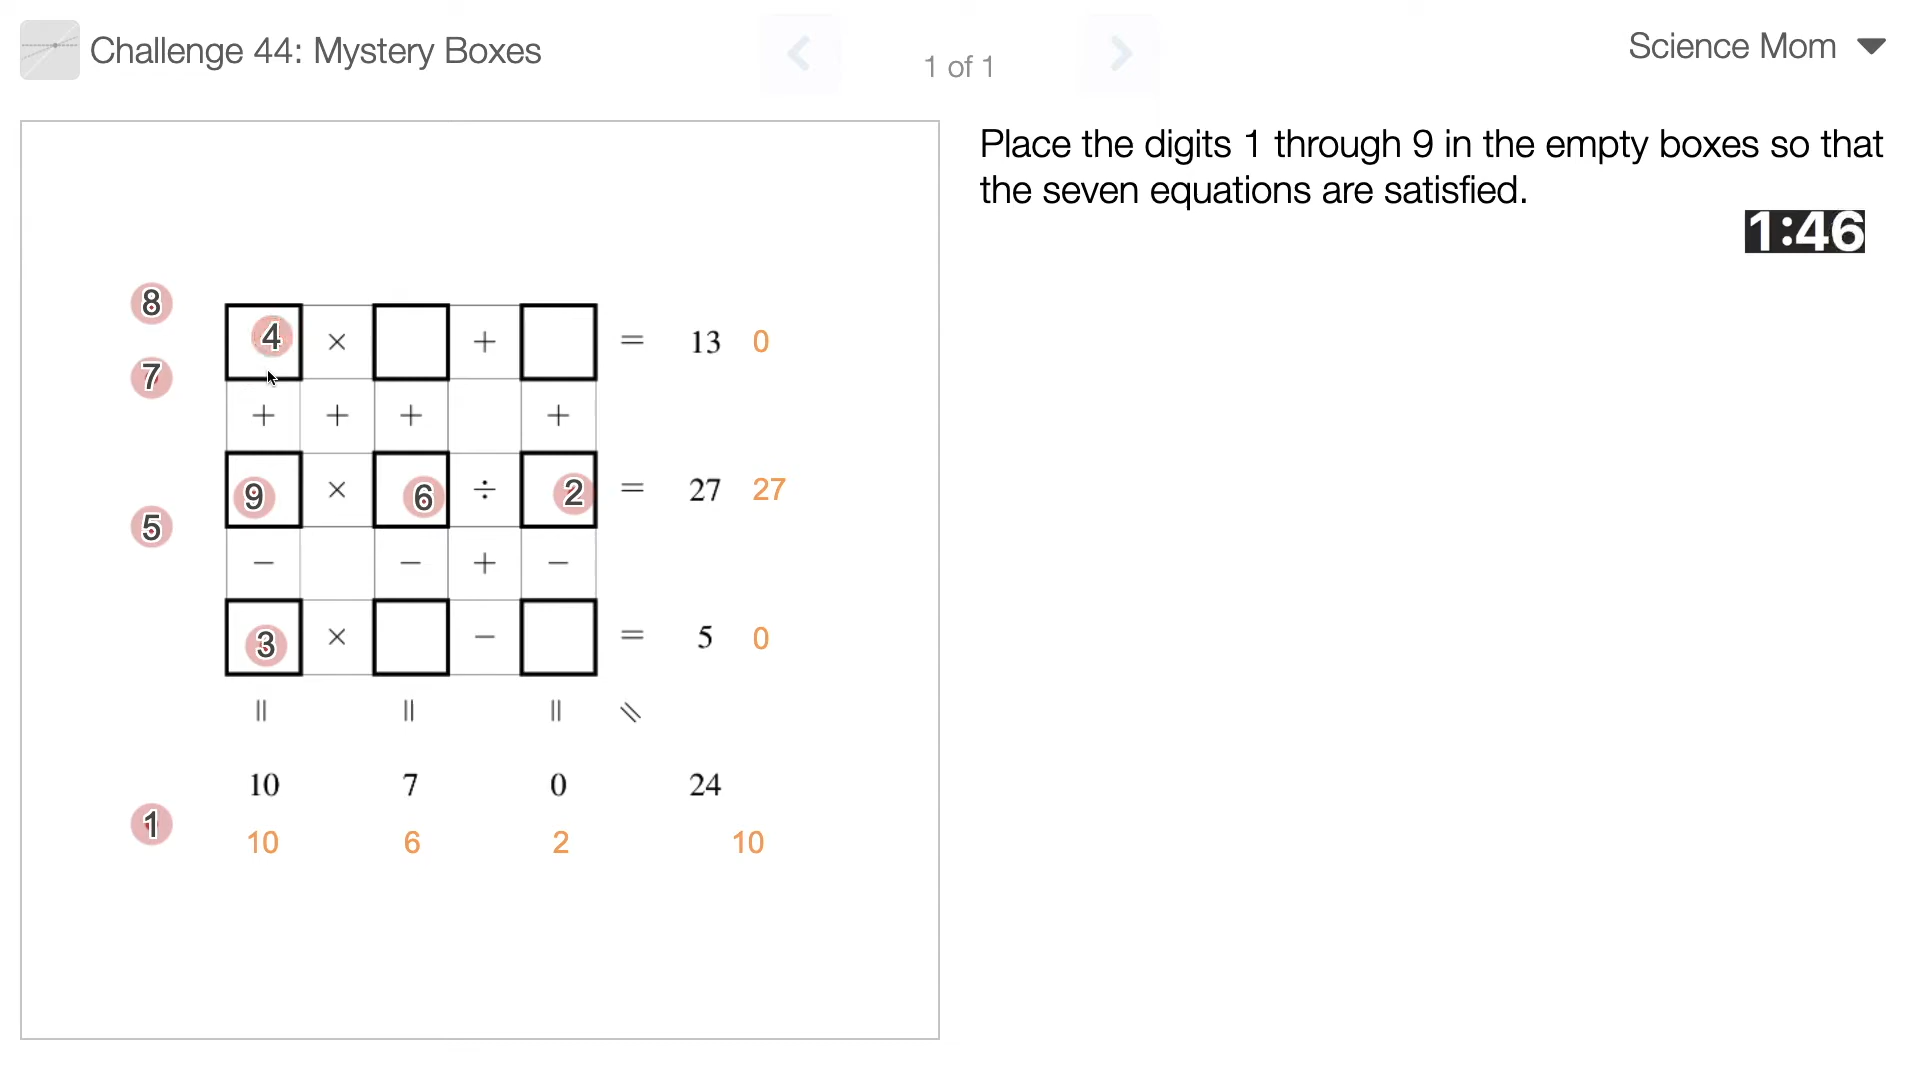 Challenge 44: Mystery Boxes
1 of 1
Science Mom
Place the digits 1 through 9 in the empty boxes so that
the seven equations are satisfied.
1:46
8
4 × + = 13 0
7
+ + + +
9 × 6 ÷ 2 = 27 27
5
− − + −
3 × − = 5 0
|| || || \\
10 7 0 24
1
10 6 2 10